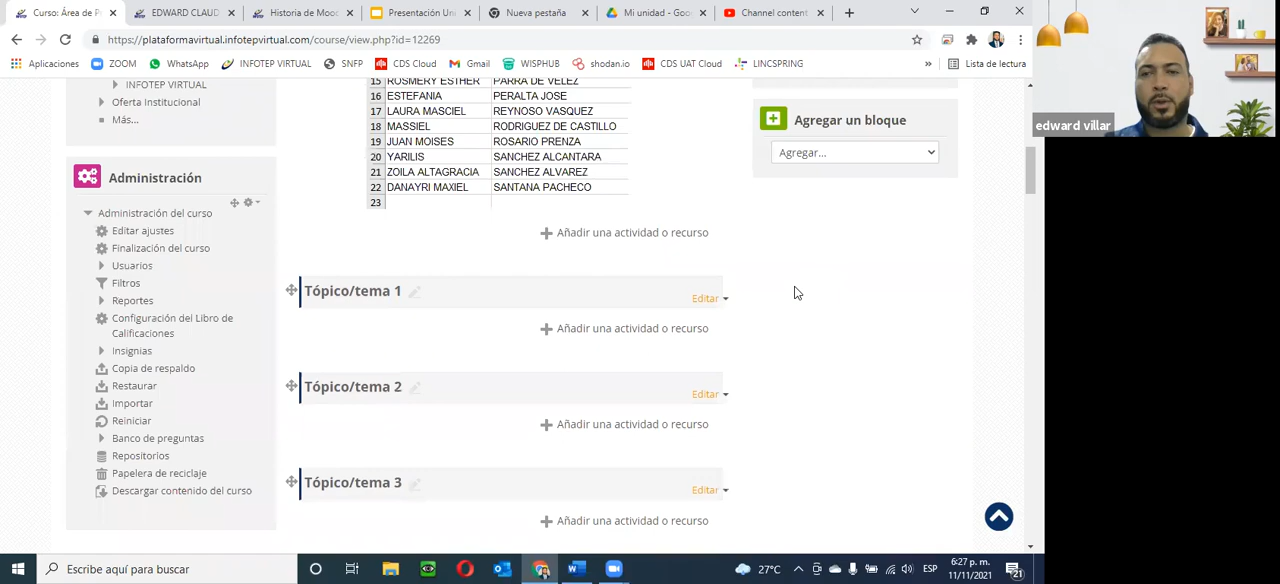 Curso: Área de P
EDWARD CLAUD
Historia de Mooc
Presentación Uni
Nueva pestaña
Mi unidad - Goo
Channel content
https://plataformavirtual.infotepvirtual.com/course/view.php?id=12269
Aplicaciones
ZOOM
WhatsApp
INFOTEP VIRTUAL
SNFP
CDS Cloud
Gmail
WISPHUB
shodan.io
CDS UAT Cloud
LINCSPRING
»
Lista de lectura
INFOTEP VIRTUAL
Oferta Institucional
Más...
Administración
Administración del curso
Editar ajustes
Finalización del curso
Usuarios
Filtros
Reportes
Configuración del Libro de
Calificaciones
Insignias
Copia de respaldo
Restaurar
Importar
Reiniciar
Banco de preguntas
Repositorios
Papelera de reciclaje
Descargar contenido del curso
15 ROSMERY ESTHER PARRA DE VELEZ
16 ESTEFANIA PERALTA JOSE
17 LAURA MASCIEL REYNOSO VASQUEZ
18 MASSIEL RODRIGUEZ DE CASTILLO
19 JUAN MOISES ROSARIO PRENZA
20 YARILIS SANCHEZ ALCANTARA
21 ZOILA ALTAGRACIA SANCHEZ ALVAREZ
22 DANAYRI MAXIEL SANTANA PACHECO
23
Añadir una actividad o recurso
Tópico/tema 1
Editar
Añadir una actividad o recurso
Tópico/tema 2
Editar
Añadir una actividad o recurso
Tópico/tema 3
Editar
Añadir una actividad o recurso
Agregar un bloque
Agregar...
edward villar
Escribe aquí para buscar
27°C
ESP
6:27 p. m.
11/11/2021
21